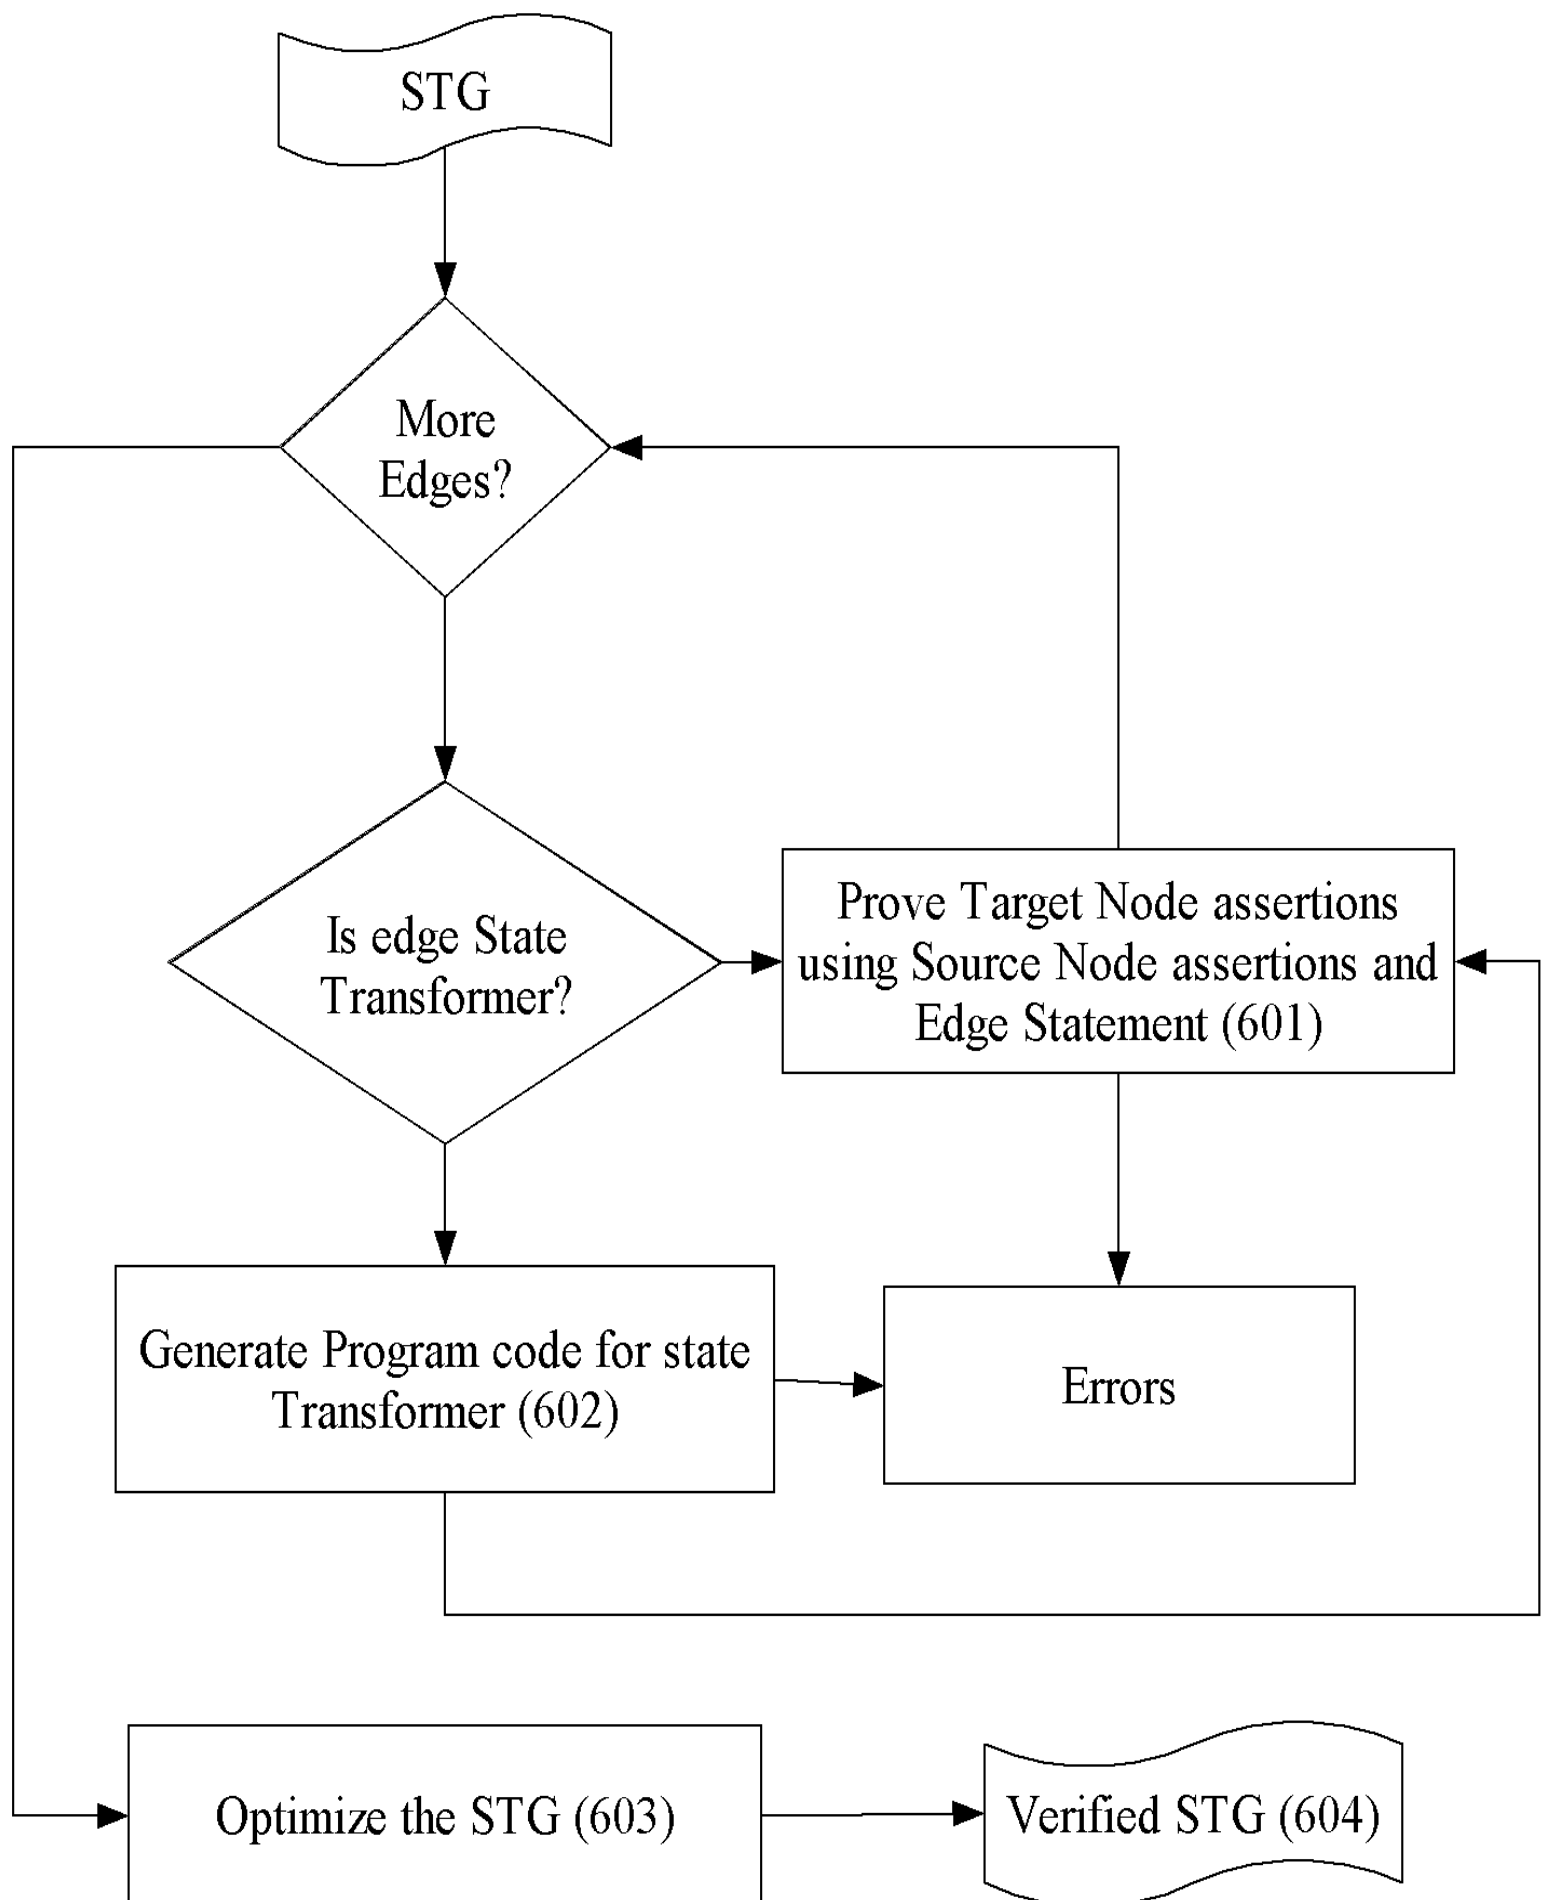 STG
More
Edges?
Is edge State
Transformer?
Prove Target Node assertions
using Source Node assertions and
Edge Statement (601)
Generate Program code for state
Transformer (602)
Errors
Optimize the STG (603)
Verified STG (604)